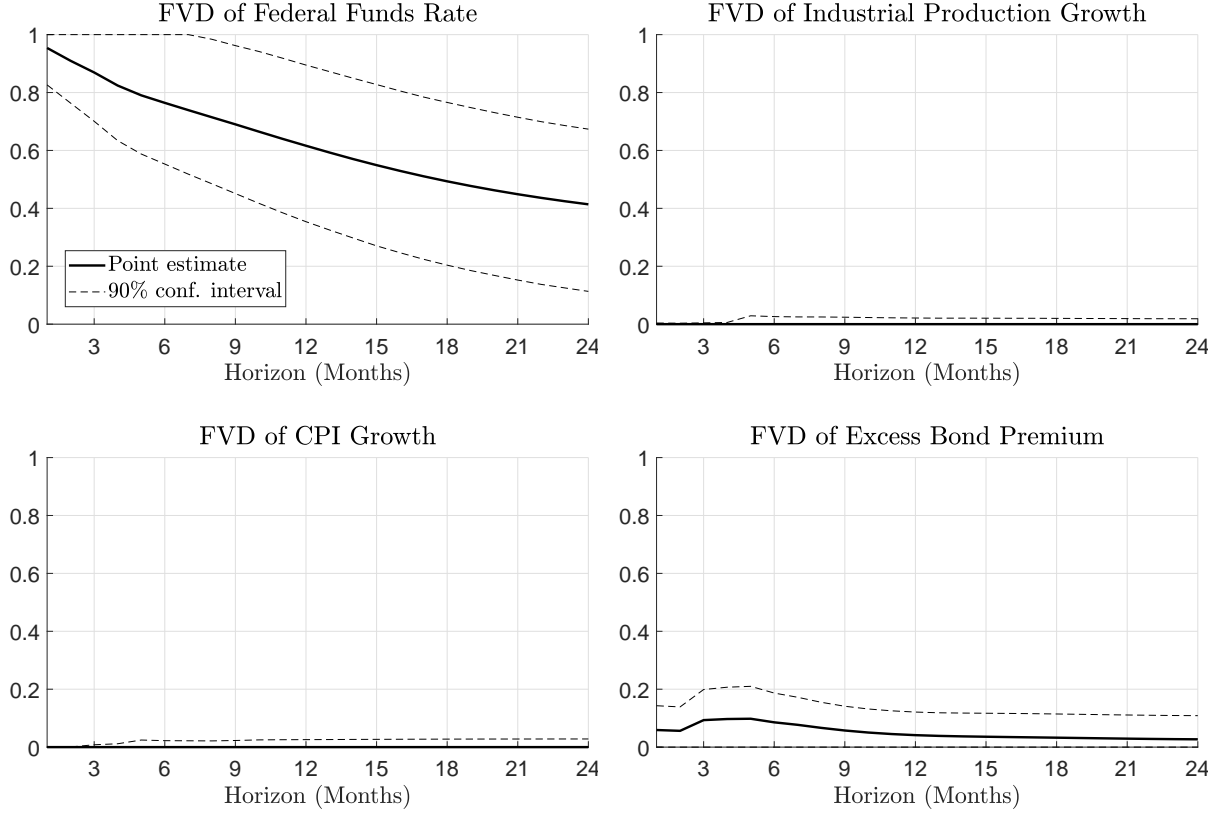 FVD of Federal Funds Rate
1
0.8
0.6
0.4
0.2
0
Point estimate
90% conf. interval
3 6 9 12 15 18 21 24
Horizon (Months)
FVD of Industrial Production Growth
1
0.8
0.6
0.4
0.2
0
3 6 9 12 15 18 21 24
Horizon (Months)
FVD of CPI Growth
1
0.8
0.6
0.4
0.2
0
3 6 9 12 15 18 21 24
Horizon (Months)
FVD of Excess Bond Premium
1
0.8
0.6
0.4
0.2
0
3 6 9 12 15 18 21 24
Horizon (Months)